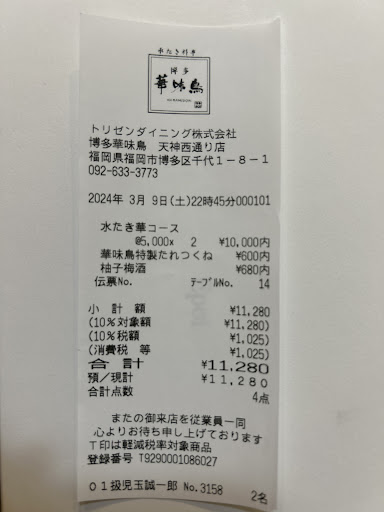 水たき料亭
博多
華味鳥
トリゼンダイニング株式会社
博多華味鳥 天神西通り店
福岡県福岡市博多区千代1-8-1
092-633-3773
2024年 3月 9日(土)22時45分000101
水たき華コース
@5,000x 2 ¥10,000内
華味鳥特製たれつくね ¥600内
柚子梅酒 ¥680内
伝票No. テーブルNo. 14
小 計 額 ¥11,280
(10%対象額 ¥11,280)
(10%税額 ¥1,025)
(消費税 等 ¥1,025)
合 計 ¥11,280
預/現計 ¥11,280
合計点数 4点
またの御来店を従業員一同
心よりお待ち申し上げております
T印は軽減税率対象商品
登録番号 T9290001086027
01扱児玉誠一郎 No.3158 2名